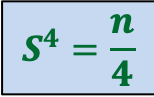 S⁴ = n/4